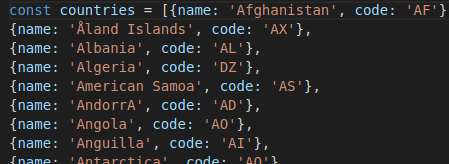 const countries = [{name: 'Afghanistan', code: 'AF'}
{name: 'Åland Islands', code: 'AX'},
{name: 'Albania', code: 'AL'},
{name: 'Algeria', code: 'DZ'},
{name: 'American Samoa', code: 'AS'},
{name: 'AndorrA', code: 'AD'},
{name: 'Angola', code: 'AO'},
{name: 'Anguilla', code: 'AI'},
{name: 'Antarctica', code: 'AQ'},